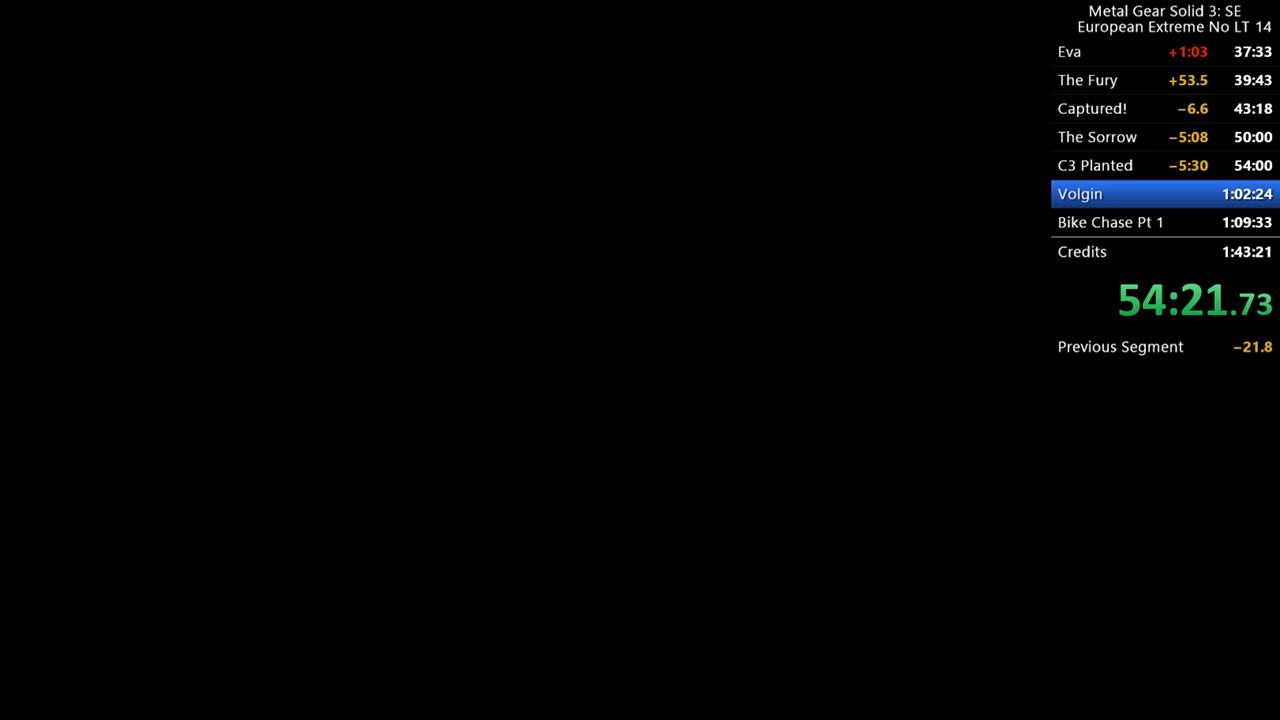 Metal Gear Solid 3: SE
European Extreme No LT 14
Eva +1:03 37:33
The Fury +53.5 39:43
Captured! −6.6 43:18
The Sorrow −5:08 50:00
C3 Planted −5:30 54:00
Volgin 1:02:24
Bike Chase Pt 1 1:09:33
Credits 1:43:21
54:21.73
Previous Segment −21.8